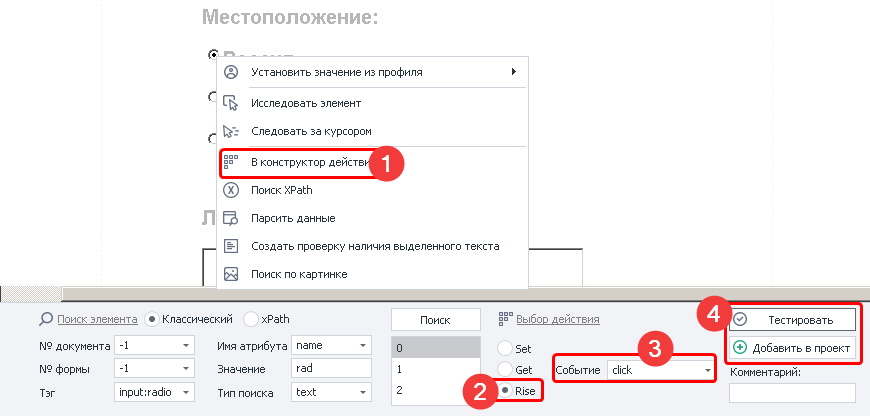 Местоположение:
Установить значение из профиля
Исследовать элемент
Следовать за курсором
В конструктор действи 1
Поиск XPath
Парсить данные
Создать проверку наличия выделенного текста
Поиск по картинке
Поиск элемента Классический xPath Поиск Выбор действия 4 Тестировать
№ документа -1 Имя атрибута name 0 Set 3 Добавить в проект
№ формы -1 Значение rad 1 Get Событие click Комментарий:
Тэг input:radio Тип поиска text 2 2 Rise